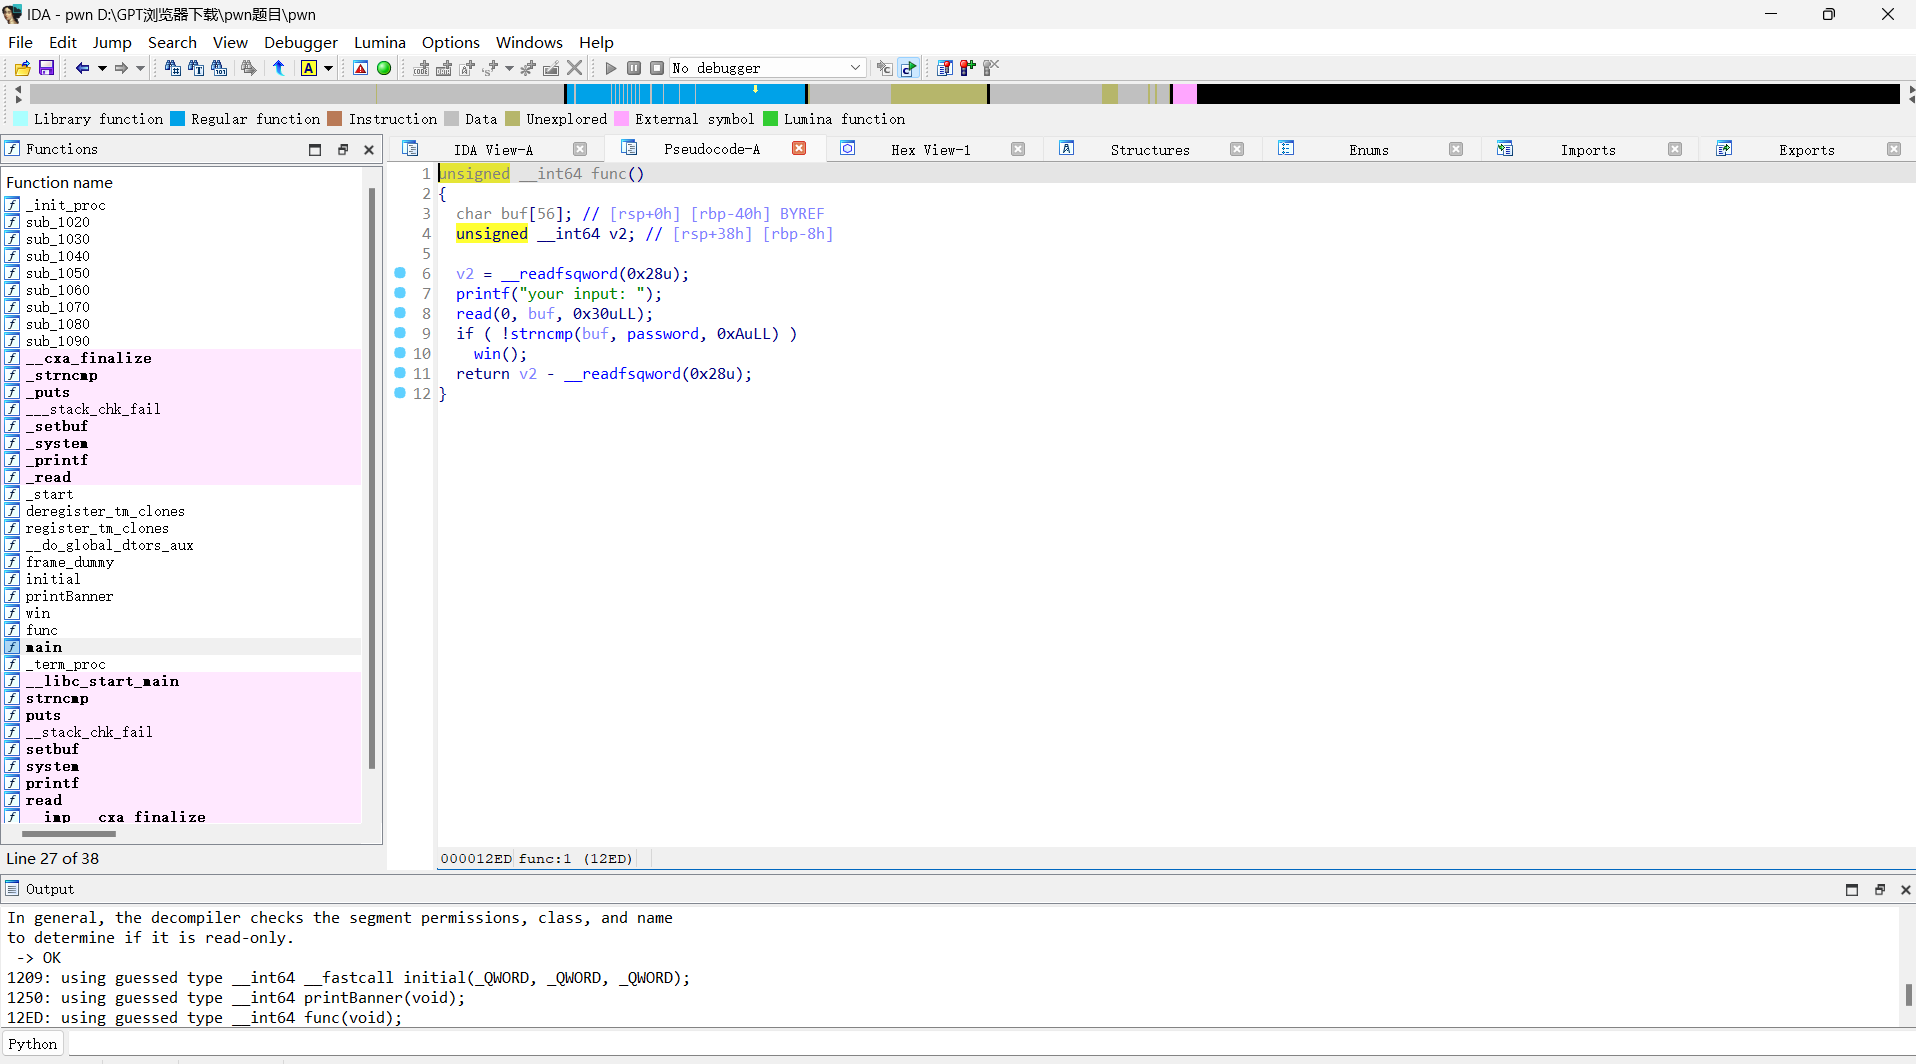 IDA - pwn D:\GPT浏览器下载\pwn题目\pwn
File Edit Jump Search View Debugger Lumina Options Windows Help
No debugger
Library function Regular function Instruction Data Unexplored External symbol Lumina function
Functions
IDA View-A Pseudocode-A Hex View-1 Structures Enums Imports Exports
Function name
_init_proc
sub_1020
sub_1030
sub_1040
sub_1050
sub_1060
sub_1070
sub_1080
sub_1090
__cxa_finalize
_strncmp
_puts
___stack_chk_fail
_setbuf
_system
_printf
_read
_start
deregister_tm_clones
register_tm_clones
__do_global_dtors_aux
frame_dummy
initial
printBanner
win
func
main
_term_proc
__libc_start_main
strncmp
puts
__stack_chk_fail
setbuf
system
printf
read
__imp___cxa_finalize
Line 27 of 38
1 unsigned __int64 func()
2 {
3 char buf[56]; // [rsp+0h] [rbp-40h] BYREF
4 unsigned __int64 v2; // [rsp+38h] [rbp-8h]
5
6 v2 = __readfsqword(0x28u);
7 printf("your input: ");
8 read(0, buf, 0x30uLL);
9 if ( !strncmp(buf, password, 0xAuLL) )
10 win();
11 return v2 - __readfsqword(0x28u);
12 }
000012ED func:1 (12ED)
Output
In general, the decompiler checks the segment permissions, class, and name
to determine if it is read-only.
-> OK
1209: using guessed type __int64 __fastcall initial(_QWORD, _QWORD, _QWORD);
1250: using guessed type __int64 printBanner(void);
12ED: using guessed type __int64 func(void);
Python